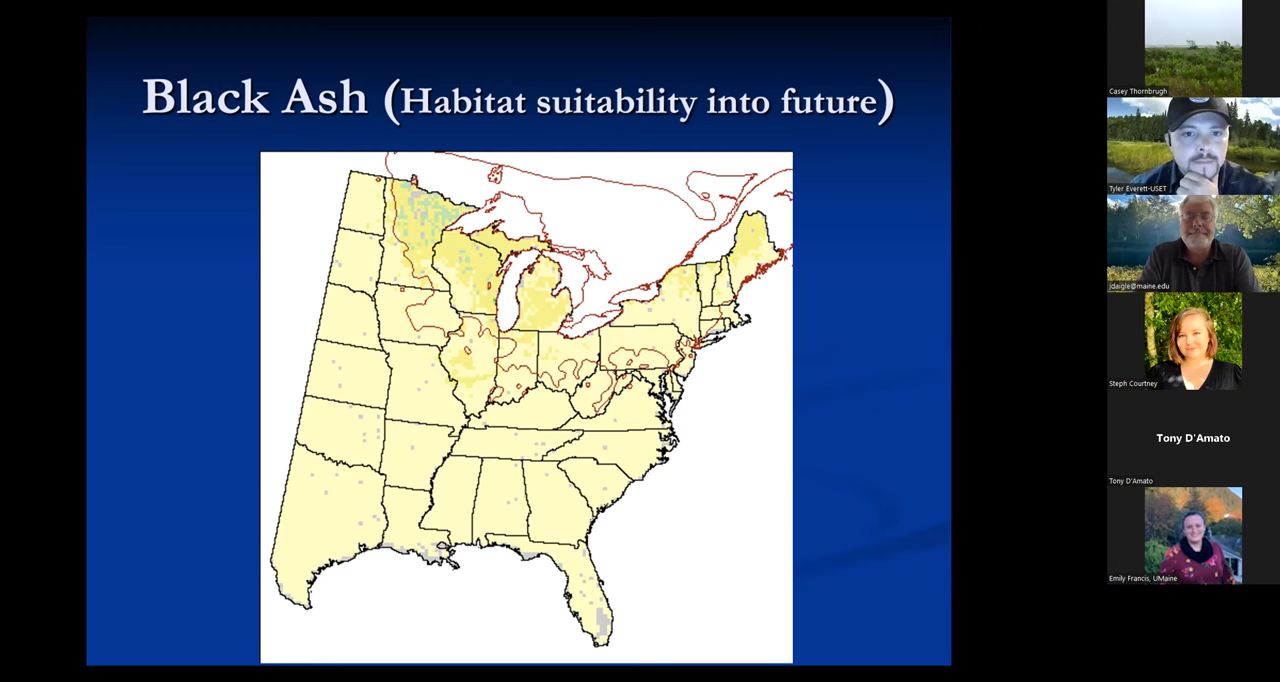 Black Ash (Habitat suitability into future)
Casey Thornbrugh
Tyler Everett-USET
jdaigle@maine.edu
Steph Courtney
Tony D'Amato
Tony D'Amato
Emily Francis, UMaine